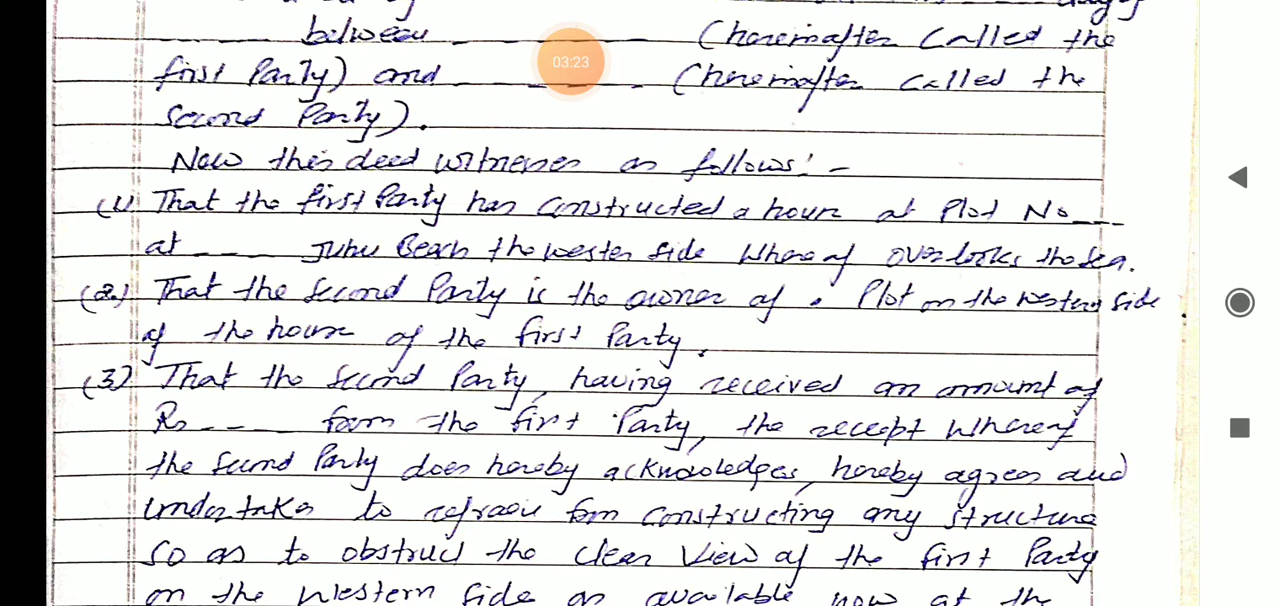 day of
between _ _ _ _ (hereinafter called the
03:23
first Party) and _ _ _ _ (hereinafter called the
second Party).
Now this deed witnesses as follows:-
(1) That the first Party has constructed a house at Plot No _ _ _
at _ _ _ Juhu Beach the western side whereof overlooks the sea.
(2.) That the second Party is the owner of a Plot on the western side
of the house of the first Party.
(3) That the second Party, having received an amount of
Rs _ _ _ from the first Party, the receipt whereof
the second Party does hereby acknowledges, hereby agrees and
undertakes to refrain from constructing any structure
so as to obstruct the clear view of the first Party
on the western side as available now at the